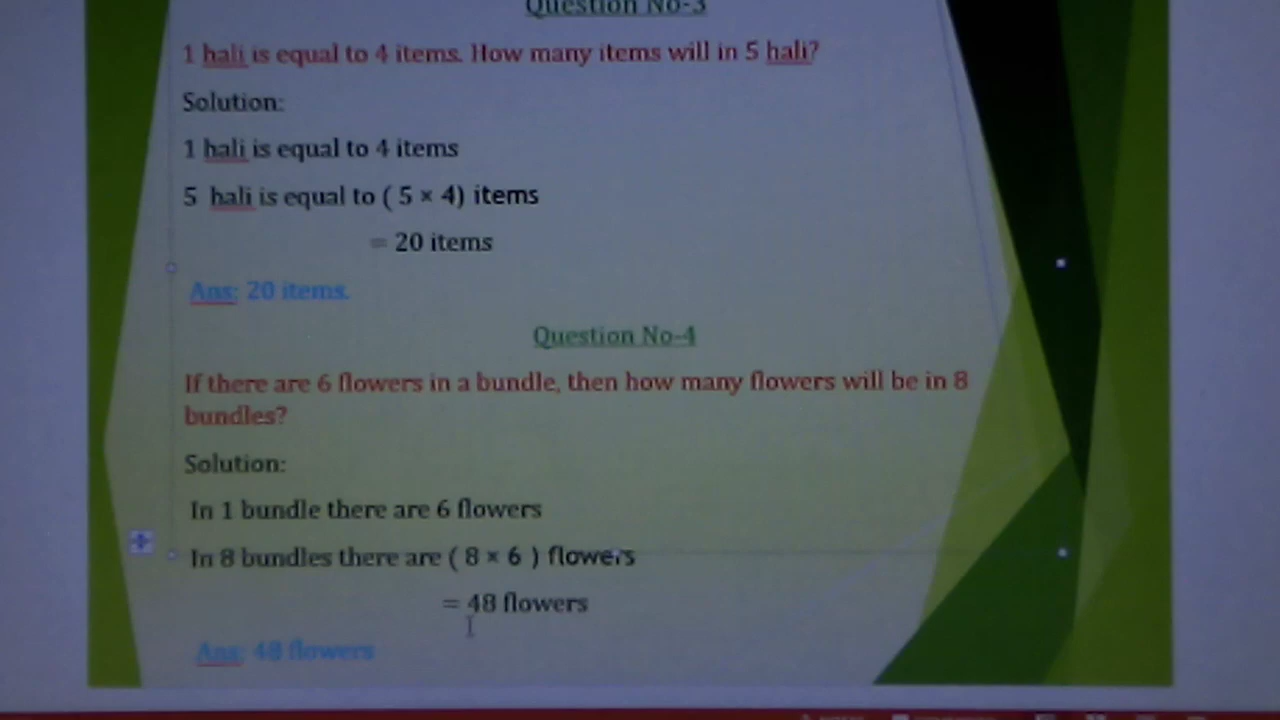 Question No-3
1 hali is equal to 4 items. How many items will in 5 hali?
Solution:
1 hali is equal to 4 items
5 hali is equal to ( 5 × 4) items
= 20 items
Ans: 20 items.
Question No-4
If there are 6 flowers in a bundle, then how many flowers will be in 8
bundles?
Solution:
In 1 bundle there are 6 flowers
In 8 bundles there are ( 8 × 6 ) flowers
= 48 flowers
Ans: 48 flowers